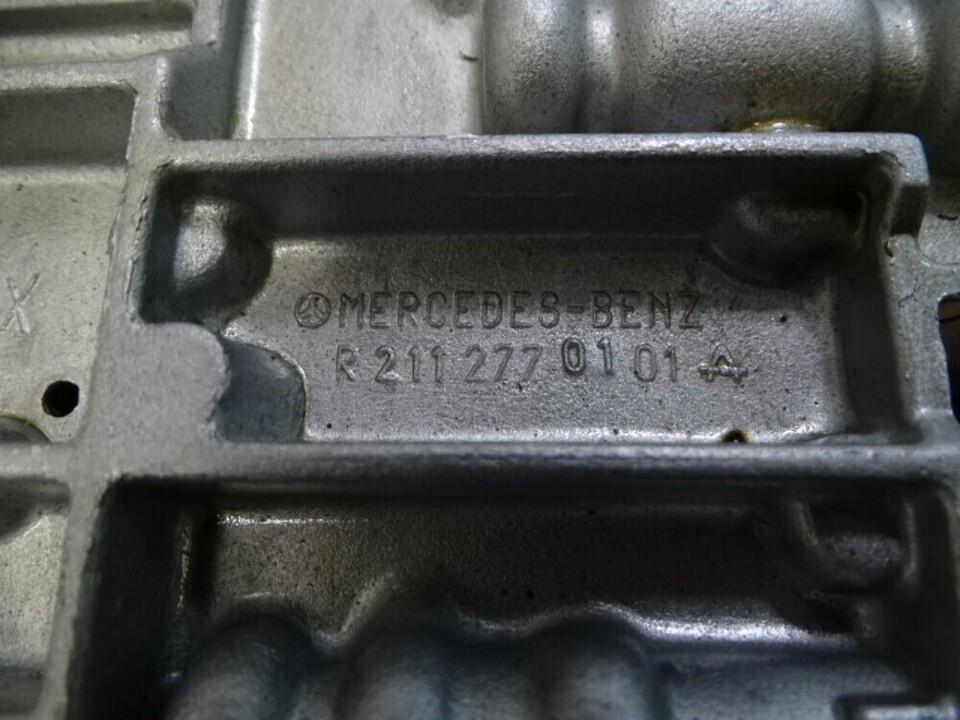 MERCEDES-BENZ
R 211 277 01 01
X